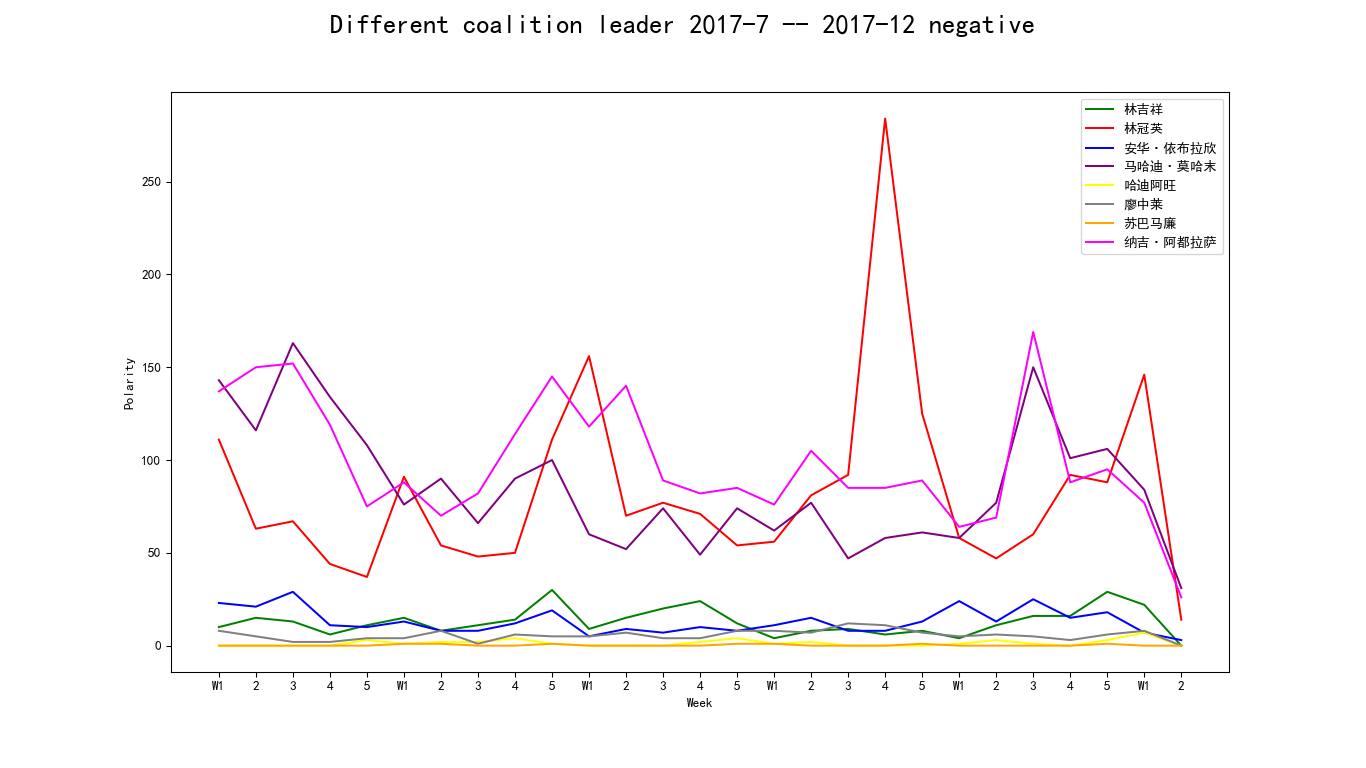 Different coalition leader 2017-7 -- 2017-12 negative
林吉祥
林冠英
安华·依布拉欣
马哈迪·莫哈末
哈迪阿旺
廖中莱
苏巴马廉
纳吉·阿都拉萨
Polarity
250
200
150
100
50
0
W1 2 3 4 5 W1 2 3 4 5 W1 2 3 4 5 W1 2 3 4 5 W1 2 3 4 5 W1 2
Week